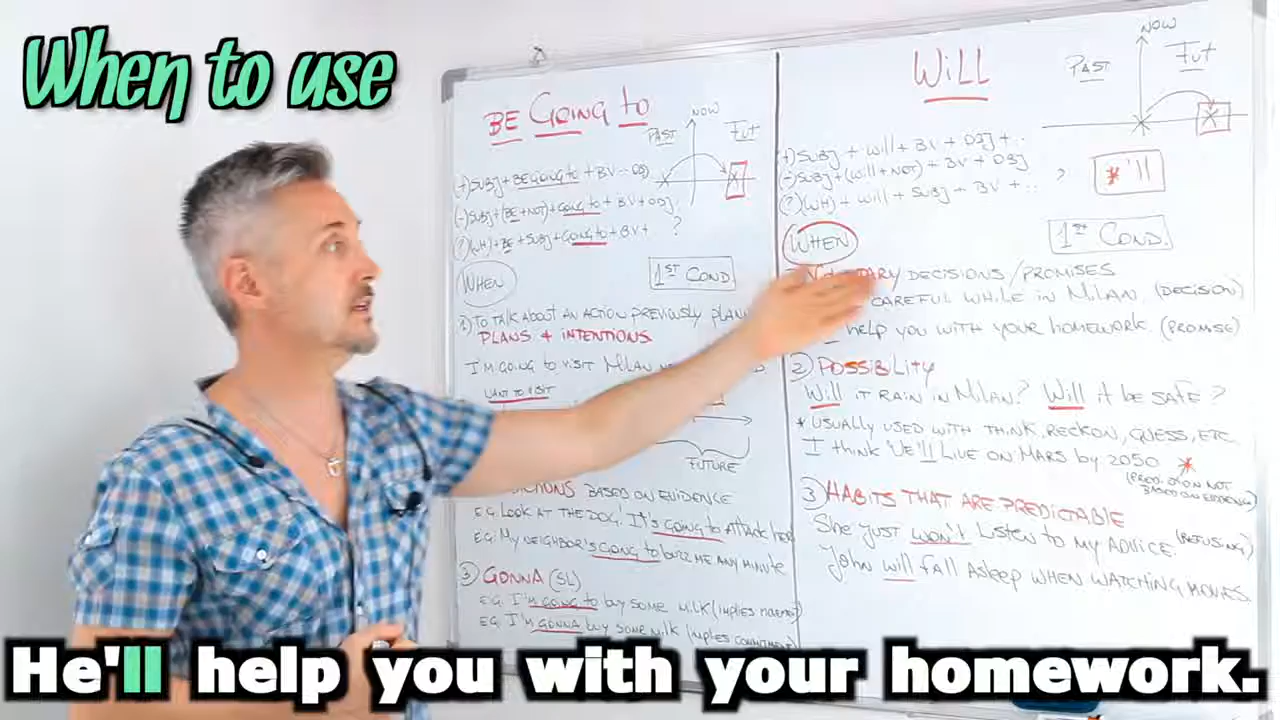 When to use
BE GOING to
PAST
NOW
FUT
(+) SUBJ + BE GOING to + BV + OBJ
(-) SUBJ + (BE + NOT) + GOING to + BV + OBJ
(?) (WH) + BE + SUBJ + GOING to + BV + ?
WHEN
1ST COND.
1) TO TALK ABOUT AN ACTION PREVIOUSLY
PLANS + INTENTIONS
I'M GOING TO VISIT MILAN
WANT TO VISIT
FUTURE
BASED ON EVIDENCE
E.G. LOOK AT THE DOG! IT'S GOING to ATTACK HER
E.G: MY NEIGHBOR'S GOING to BUZZ ME ANY MINUTE
3) GONNA (SL)
E.G. I'M GOING to buy SOME MILK (IMPLIES
EG. I'M GONNA buy SOME MILK (IMPLIES COMMITMENT)
WiLL
PAST
NOW
FUT
(+) SUBJ + Will + BV + OBJ + ..
(-) SUBJ + (Will + NOT) + BV + OBJ
(?) (WH) + Will + SUBJ + BV + .. ?
* 'll
WHEN
1ST COND.
DECISIONS / PROMISES
CAREFUL WHILE IN MILAN. (DECISION)
HELP YOU WITH YOUR HOMEWORK. (PROMISE)
2) POSSIBILITY
Will IT RAIN IN MILAN? Will IT BE SAFE?
* USUALLY USED WITH THINK, RECKON, GUESS, ETC.
I THINK WE'll LIVE ON MARS BY 2050 *
BASED ON EVIDENCE)
3) HABITS THAT ARE PREDICTABLE
She JUST WON'T LISTEN TO MY ADVICE. (REFUSING)
John will fall Asleep WHEN WATCHING MOVIES.
He'll help you with your homework.